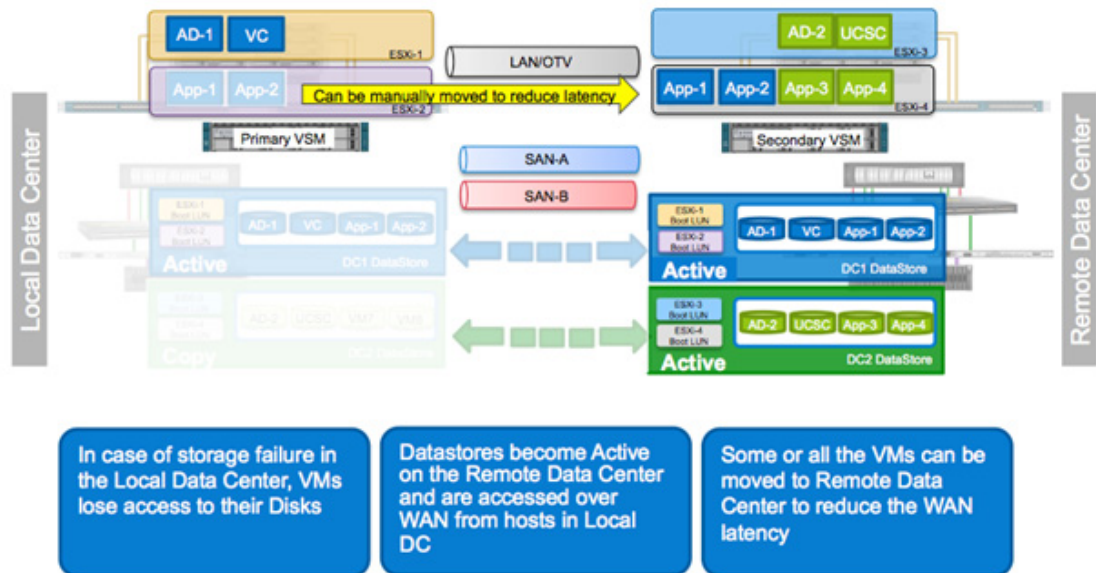 AD-1 VC
ESXi-1
App-1 App-2
ESXi-2
LAN/OTV
Can be manually moved to reduce latency
AD-2 UCSC
ESXi-3
App-1 App-2 App-3 App-4
ESXi-4
Local Data Center
Primary VSM
Secondary VSM
Remote Data Center
SAN-A
SAN-B
ESXi-1
Boot LUN
ESXi-2
Boot LUN
AD-1 VC App-1 App-2
Active
DC1 DataStore
ESXi-1
Boot LUN
ESXi-2
Boot LUN
AD-1 VC App-1 App-2
Active
DC1 DataStore
Boot LUN
Boot LUN
AD-2 UCSC VM7
Copy
DC2 DataStore
ESXi-3
Boot LUN
ESXi-4
Boot LUN
AD-2 UCSC App-3 App-4
Active
DC2 DataStore
In case of storage failure in
the Local Data Center, VMs
lose access to their Disks
Datastores become Active
on the Remote Data Center
and are accessed over
WAN from hosts in Local
DC
Some or all the VMs can be
moved to Remote Data
Center to reduce the WAN
latency